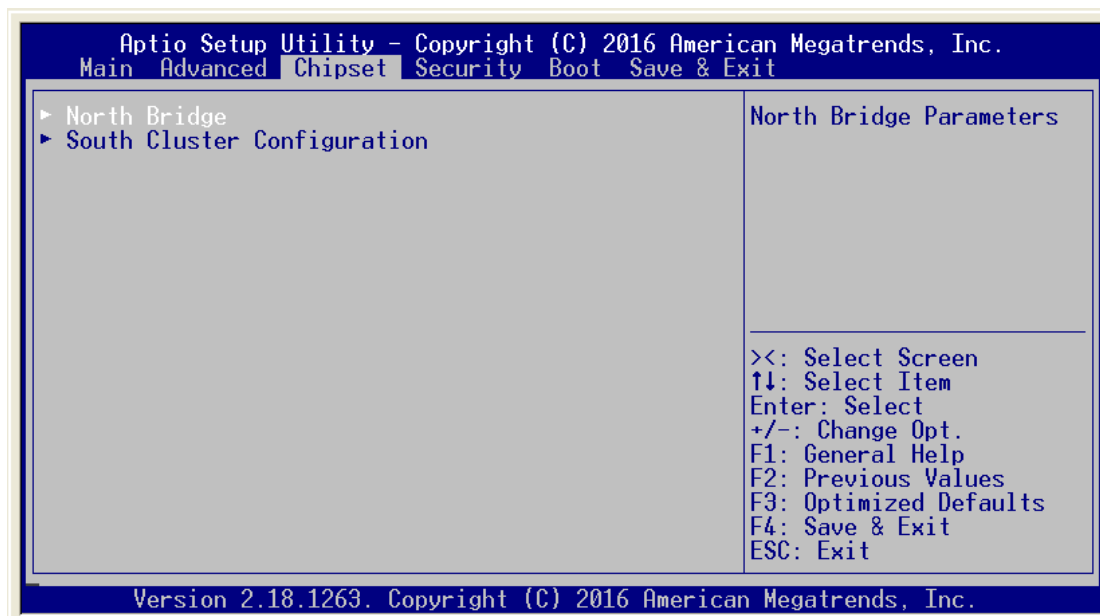 Aptio Setup Utility – Copyright (C) 2016 American Megatrends, Inc.
Main Advanced Chipset Security Boot Save & Exit
► North Bridge
► South Cluster Configuration
North Bridge Parameters
><: Select Screen
↑↓: Select Item
Enter: Select
+/-: Change Opt.
F1: General Help
F2: Previous Values
F3: Optimized Defaults
F4: Save & Exit
ESC: Exit
Version 2.18.1263. Copyright (C) 2016 American Megatrends, Inc.